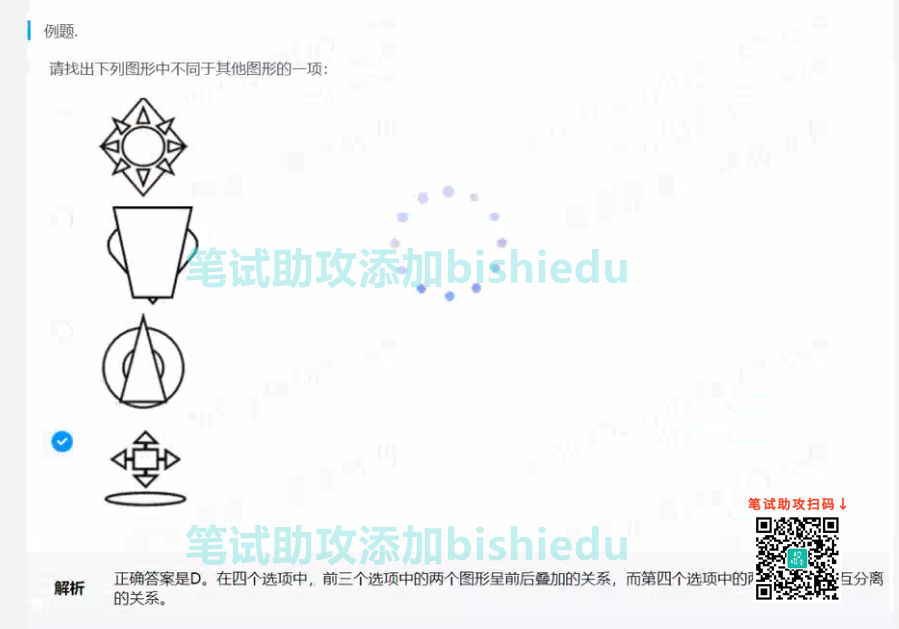 例题.
请找出下列图形中不同于其他图形的一项：
笔试助攻添加bishiedu
笔试助攻扫码↓
笔试助攻添加bishiedu
解析
正确答案是D。在四个选项中，前三个选项中的两个图形呈前后叠加的关系，而第四个选项中的两 互分离
的关系。